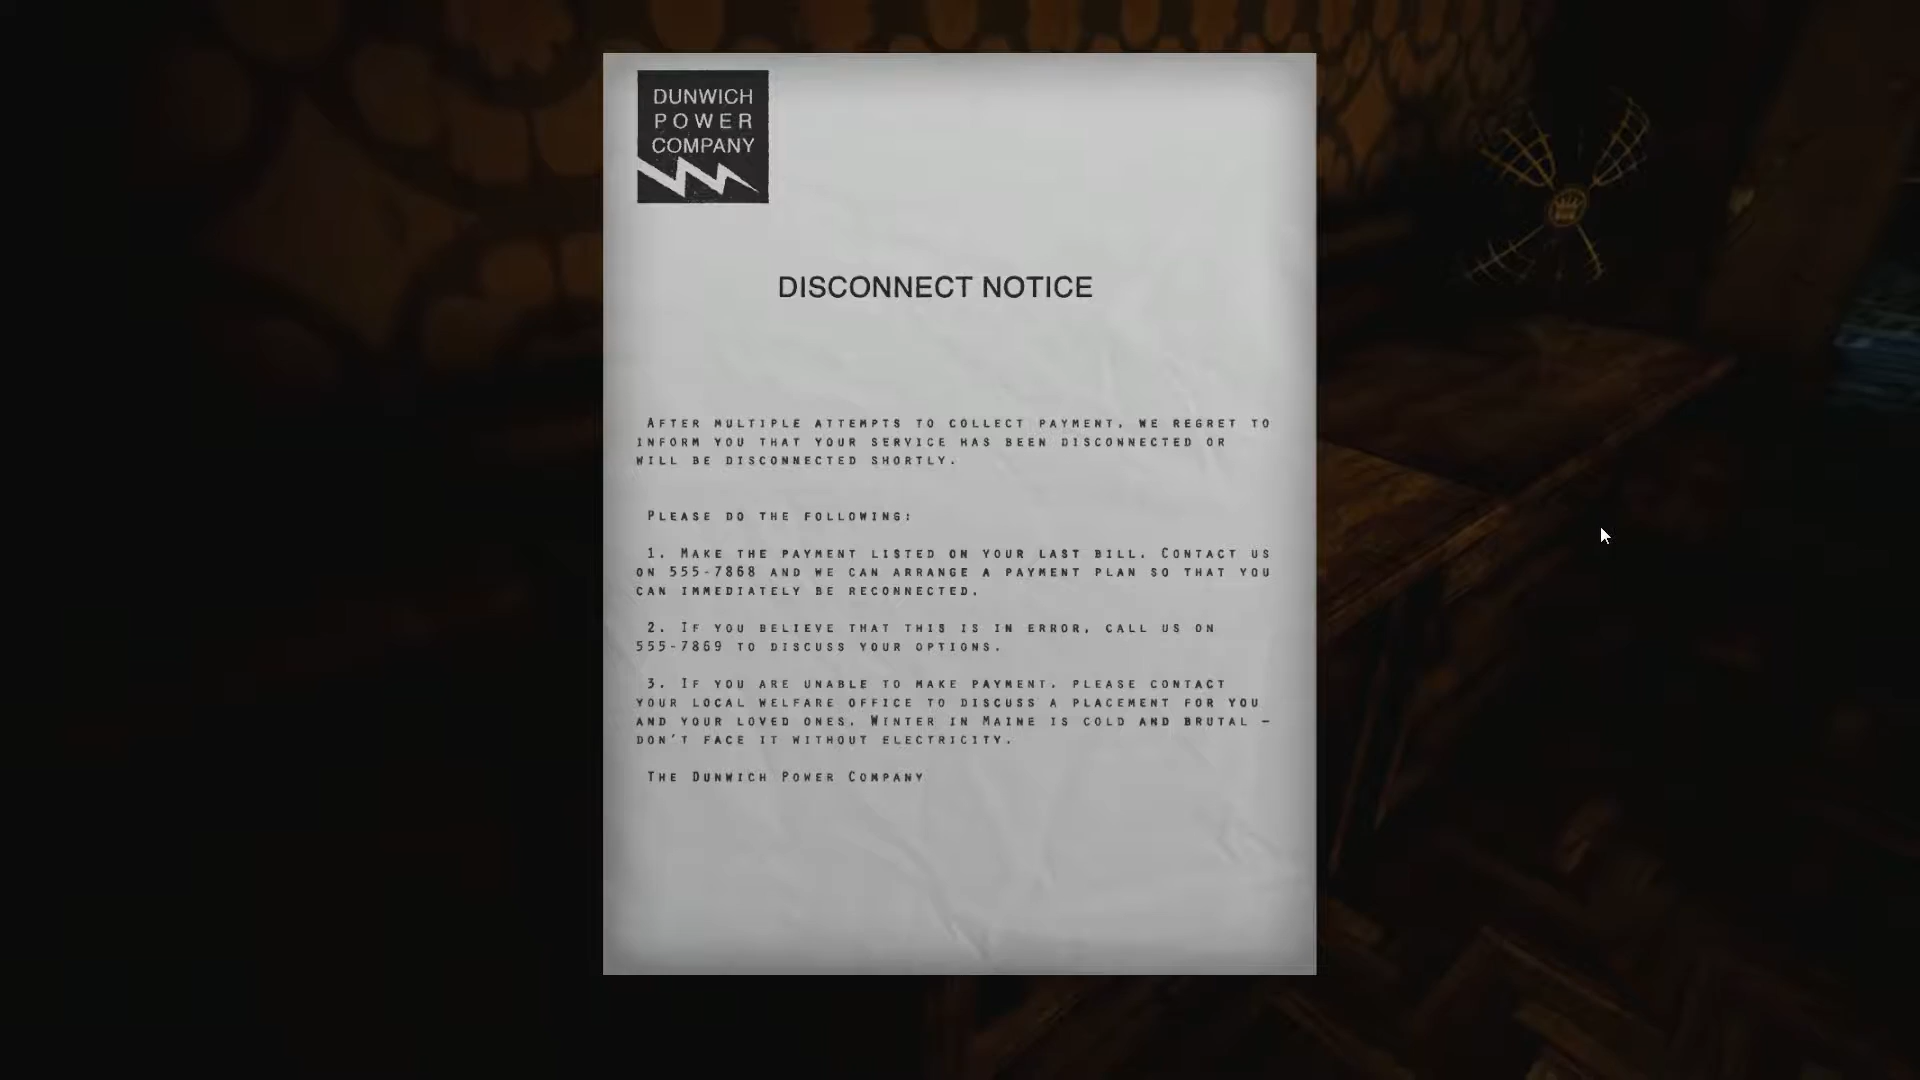 DUNWICH
POWER
COMPANY
DISCONNECT NOTICE
After multiple attempts to collect payment, we regret to
inform you that your service has been disconnected or
will be disconnected shortly.
Please do the following:
1. Make the payment listed on your last bill. Contact us
on 555-7868 and we can arrange a payment plan so that you
can immediately be reconnected.
2. If you believe that this is in error, call us on
555-7869 to discuss your options.
3. If you are unable to make payment, please contact
your local welfare office to discuss a placement for you
and your loved ones. Winter in Maine is cold and brutal –
don't face it without electricity.
The Dunwich Power Company